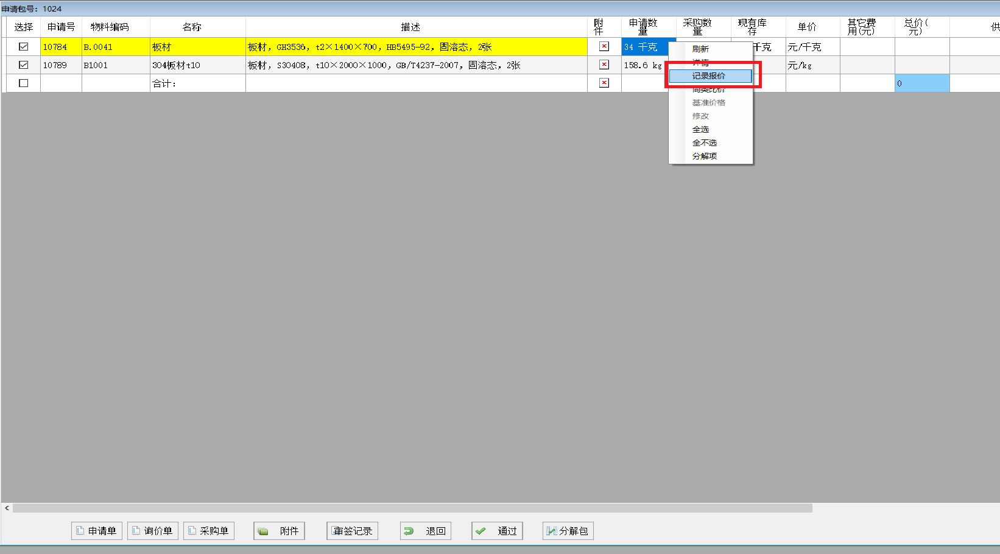 申请包号: 1024
选择 申请号 物料编码 名称 描述 附件 申请数量 采购数量 现有库存 单价 其它费用(元) 总价(元) 供
10784 B.0041 板材 板材, GH3536, t2×1400×700, HB5495-92, 固溶态, 2张 34 千克 千克 元/千克
10789 B1001 304板材t10 板材, S30408, t10×2000×1000, GB/T4237-2007, 固溶态, 2张 158.6 kg 元/kg
合计: 0
刷新
详情
记录报价
同类比价
基准价格
修改
全选
全不选
分解项
申请单 询价单 采购单 附件 审签记录 退回 通过 分解包